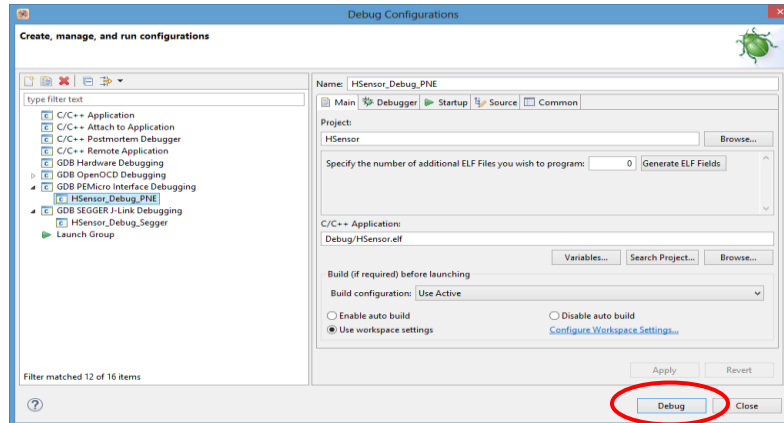 Debug Configurations
Create, manage, and run configurations
type filter text
C/C++ Application
C/C++ Attach to Application
C/C++ Postmortem Debugger
C/C++ Remote Application
GDB Hardware Debugging
GDB OpenOCD Debugging
GDB PEMicro Interface Debugging
HSensor_Debug_PNE
GDB SEGGER J-Link Debugging
HSensor_Debug_Segger
Launch Group
Filter matched 12 of 16 items
Name: HSensor_Debug_PNE
Main Debugger Startup Source Common
Project:
HSensor Browse...
Specify the number of additional ELF Files you wish to program: 0 Generate ELF Fields
C/C++ Application:
Debug/HSensor.elf
Variables... Search Project... Browse...
Build (if required) before launching
Build configuration: Use Active
Enable auto build Disable auto build
Use workspace settings Configure Workspace Settings...
Apply Revert
? Debug Close